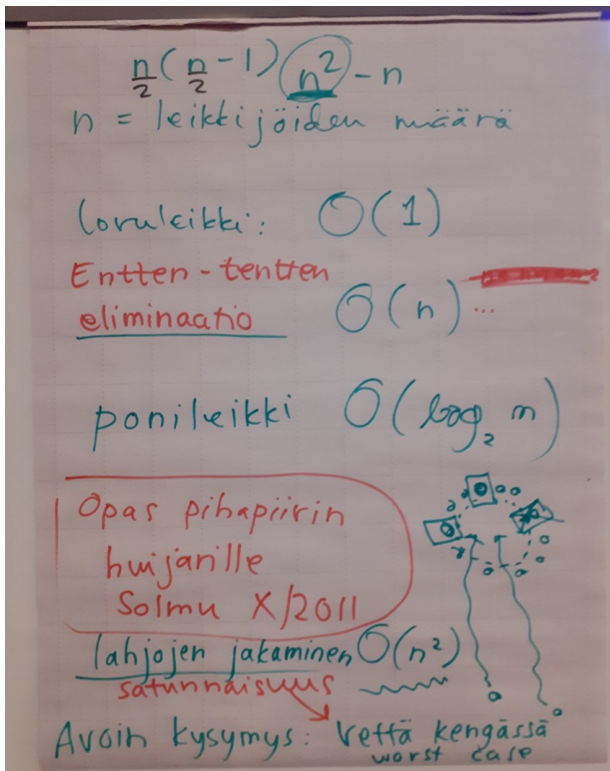 n/2 (n/2 - 1) n² - n
n = leikkijöiden määrä
Loruleikki: O(1)
Entten-tentten
eliminaatio O(n) ...
ponileikki O(log₂ n)
Opas pihapiirin
huijarille
Solmu X/2011
lahjojen jakaminen O(n²)
satunnaisuus
Avoin kysymys: Vettä kengässä
worst case